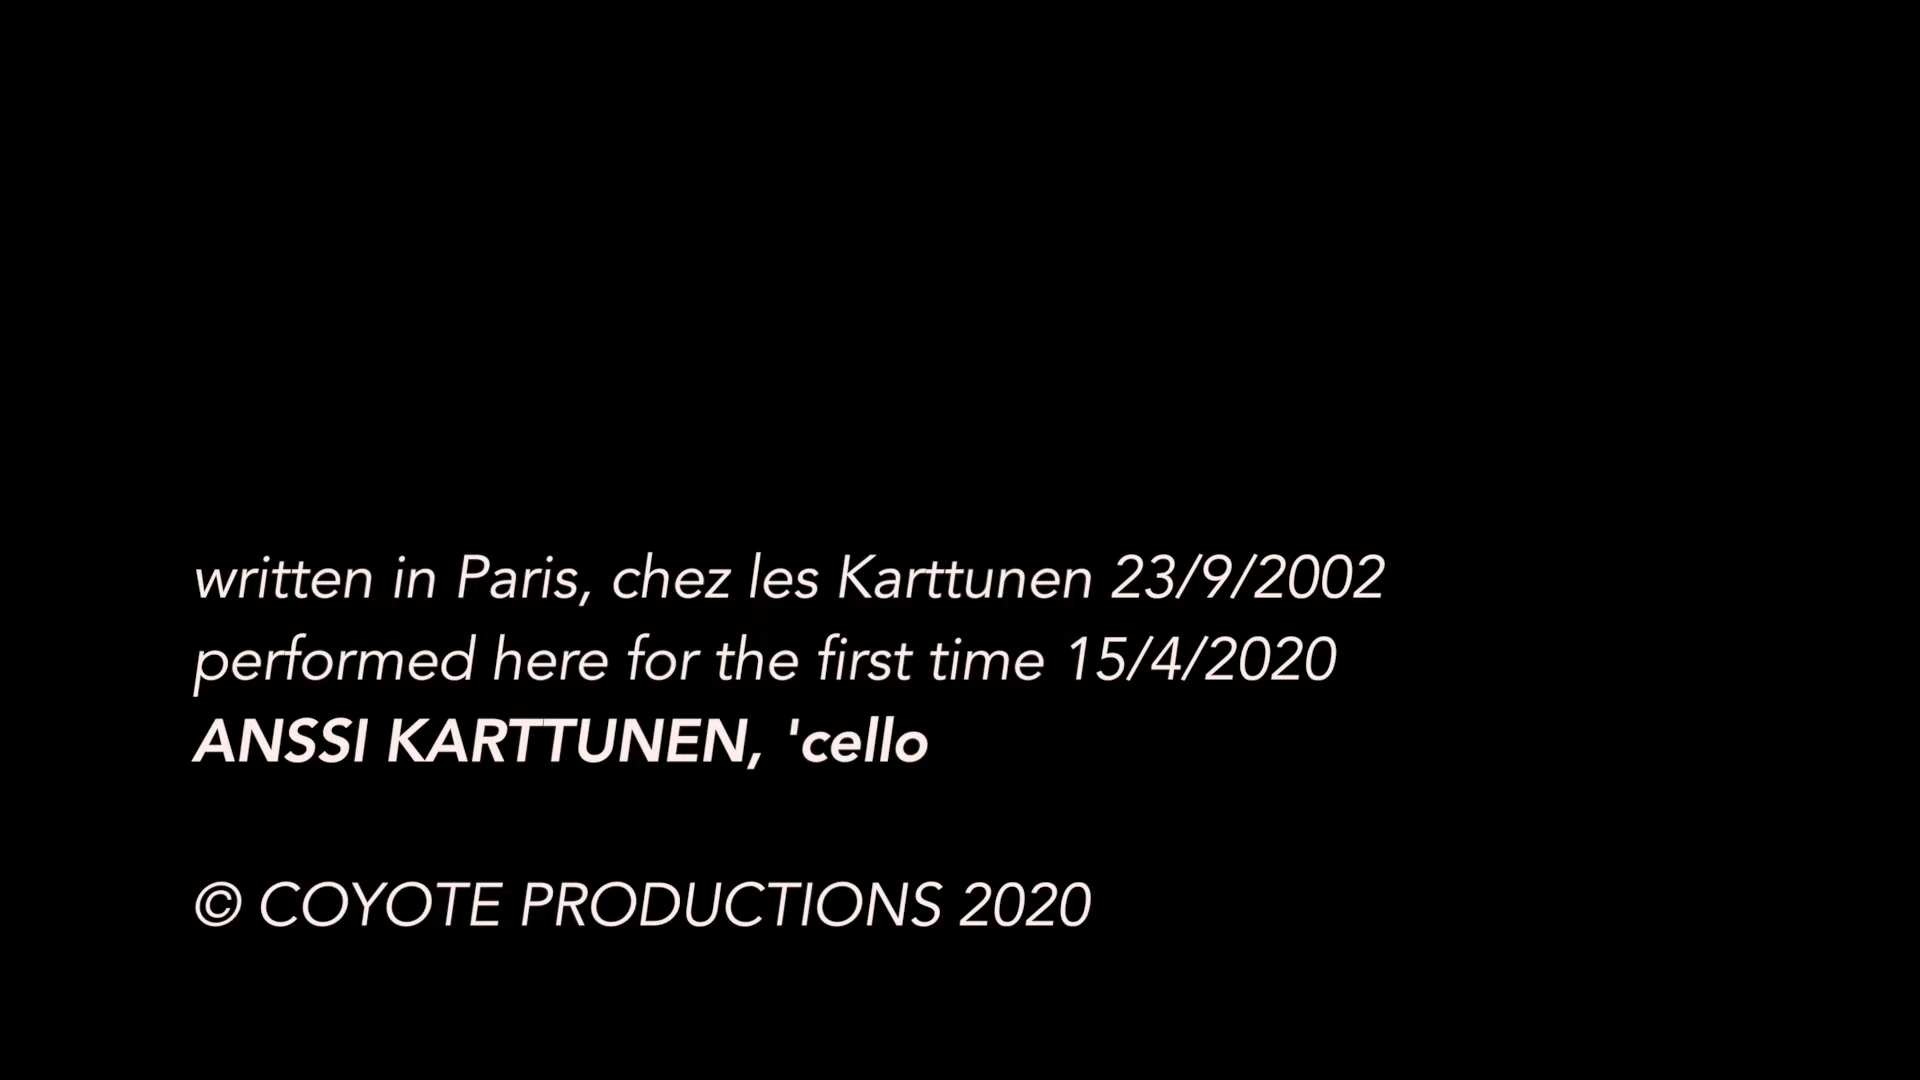 written in Paris, chez les Karttunen 23/9/2002
performed here for the first time 15/4/2020
ANSSI KARTTUNEN, 'cello
© COYOTE PRODUCTIONS 2020